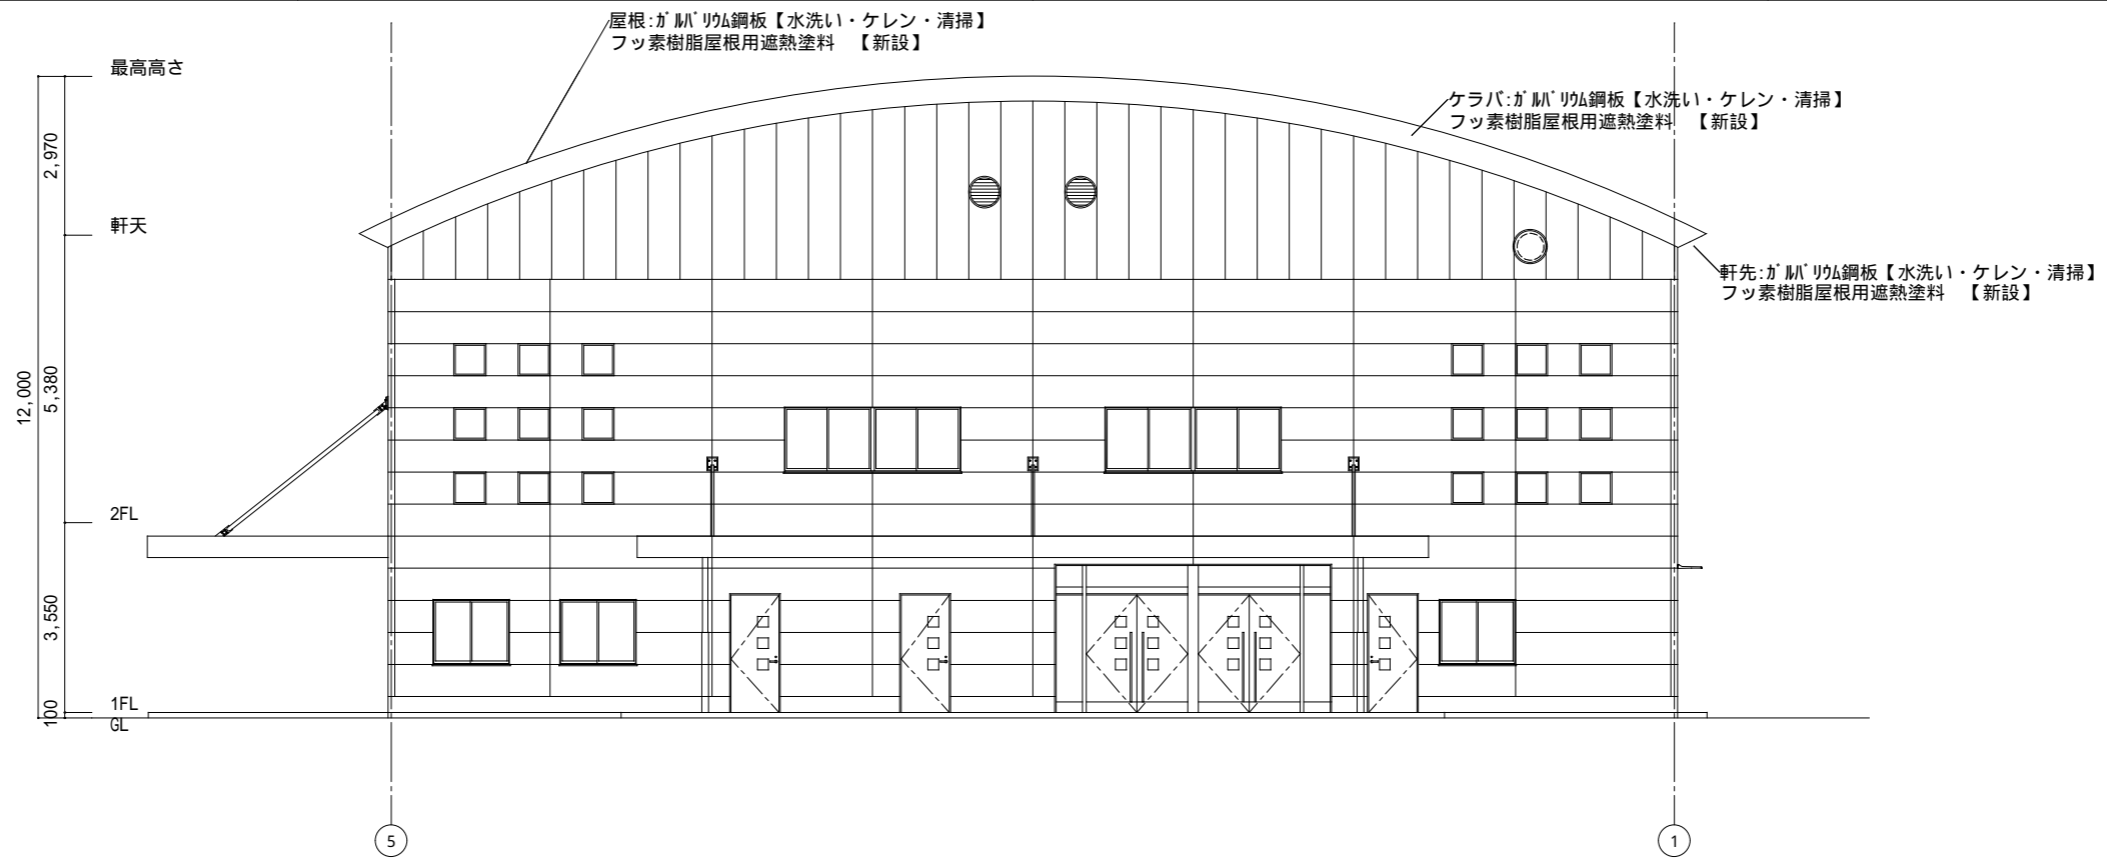 屋根:ｶﾞﾙﾊﾞﾘｳﾑ鋼板【水洗い・ケレン・清掃】
フッ素樹脂屋根用遮熱塗料　【新設】
最高高さ
ケラバ:ｶﾞﾙﾊﾞﾘｳﾑ鋼板【水洗い・ケレン・清掃】
フッ素樹脂屋根用遮熱塗料　【新設】
2,970
軒天
軒先:ｶﾞﾙﾊﾞﾘｳﾑ鋼板【水洗い・ケレン・清掃】
フッ素樹脂屋根用遮熱塗料　【新設】
12,000
5,380
2FL
3,550
1FL
100
GL
5
1